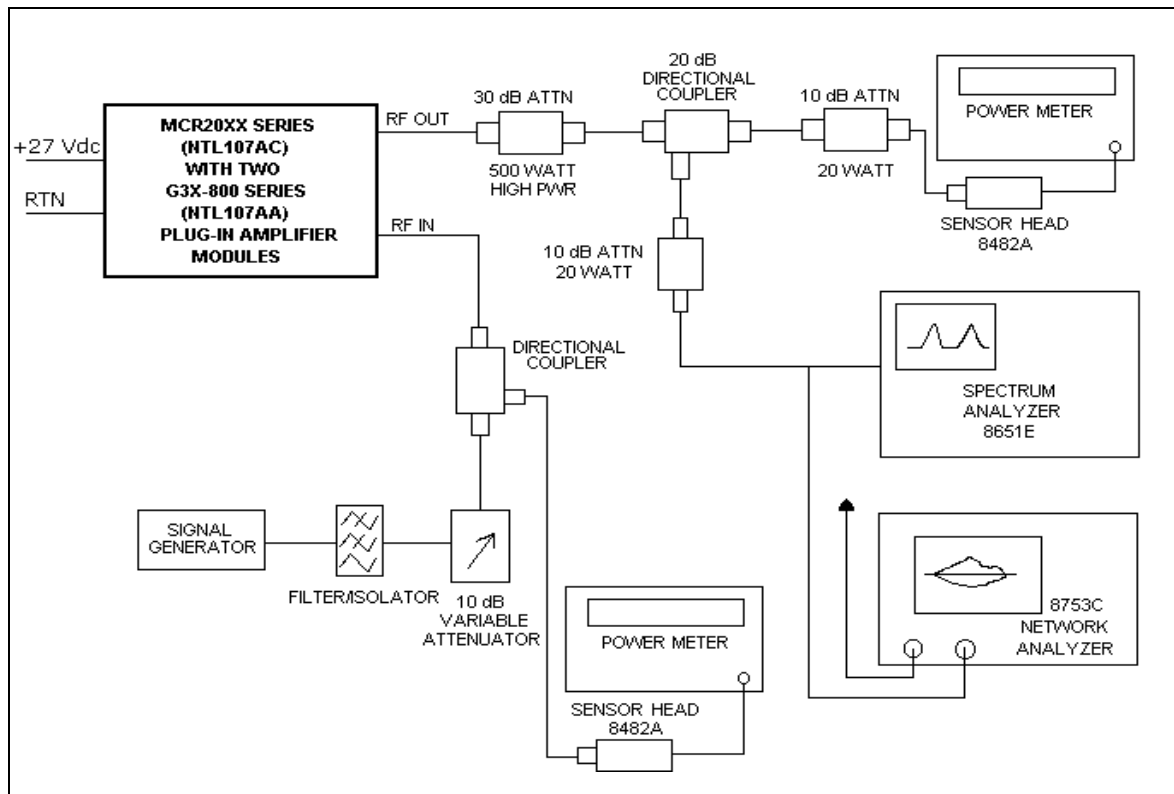 +27 Vdc
RTN
MCR20XX SERIES
(NTL107AC)
WITH TWO
G3X-800 SERIES
(NTL107AA)
PLUG-IN AMPLIFIER
MODULES
RF OUT
RF IN
30 dB ATTN
500 WATT
HIGH PWR
20 dB
DIRECTIONAL
COUPLER
10 dB ATTN
20 WATT
POWER METER
SENSOR HEAD
8482A
10 dB ATTN
20 WATT
SPECTRUM
ANALYZER
8651E
DIRECTIONAL
COUPLER
SIGNAL
GENERATOR
FILTER/ISOLATOR
10 dB
VARIABLE
ATTENUATOR
POWER METER
SENSOR HEAD
8482A
8753C
NETWORK
ANALYZER